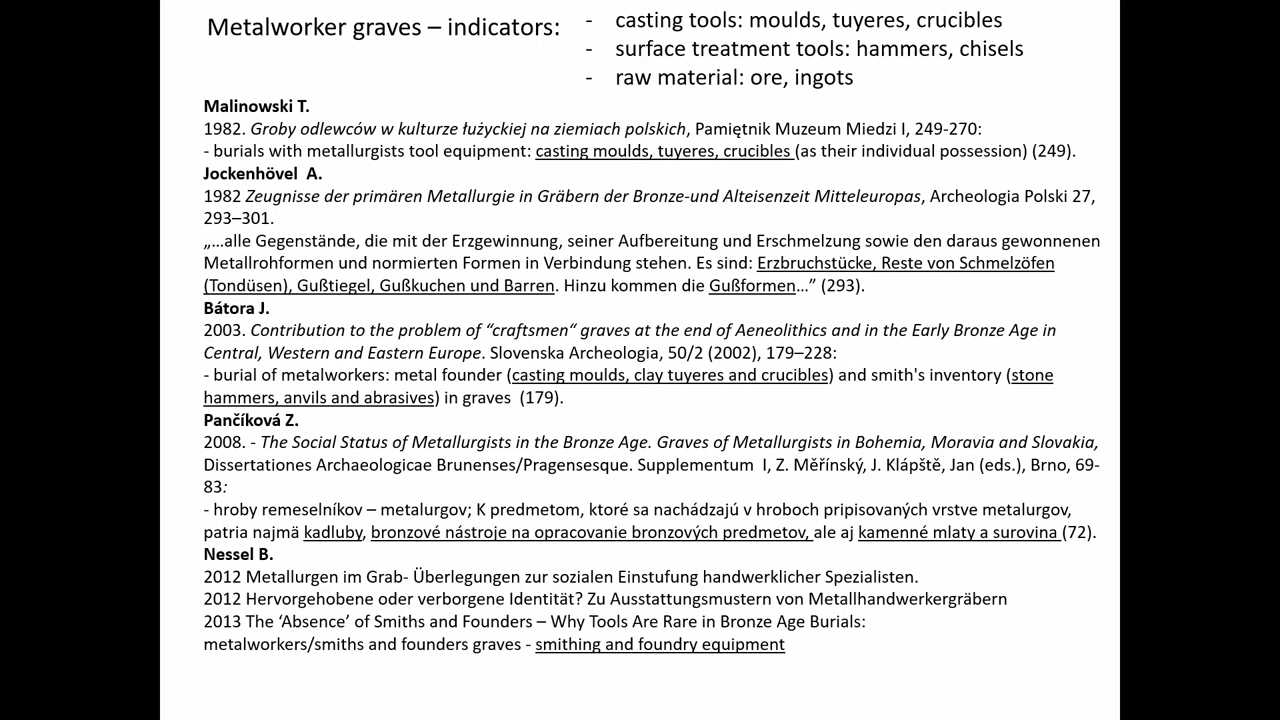 Metalworker graves – indicators:
- casting tools: moulds, tuyeres, crucibles
- surface treatment tools: hammers, chisels
- raw material: ore, ingots
Malinowski T.
1982. Groby odlewców w kulturze łużyckiej na ziemiach polskich, Pamiętnik Muzeum Miedzi I, 249-270:
- burials with metallurgists tool equipment: casting moulds, tuyeres, crucibles (as their individual possession) (249).
Jockenhövel A.
1982 Zeugnisse der primären Metallurgie in Gräbern der Bronze-und Alteisenzeit Mitteleuropas, Archeologia Polski 27,
293–301.
„…alle Gegenstände, die mit der Erzgewinnung, seiner Aufbereitung und Erschmelzung sowie den daraus gewonnenen
Metallrohformen und normierten Formen in Verbindung stehen. Es sind: Erzbruchstücke, Reste von Schmelzöfen
(Tondüsen), Gußtiegel, Gußkuchen und Barren. Hinzu kommen die Gußformen…” (293).
Bátora J.
2003. Contribution to the problem of “craftsmen“ graves at the end of Aeneolithics and in the Early Bronze Age in
Central, Western and Eastern Europe. Slovenska Archeologia, 50/2 (2002), 179–228:
- burial of metalworkers: metal founder (casting moulds, clay tuyeres and crucibles) and smith's inventory (stone
hammers, anvils and abrasives) in graves (179).
Pančíková Z.
2008. - The Social Status of Metallurgists in the Bronze Age. Graves of Metallurgists in Bohemia, Moravia and Slovakia,
Dissertationes Archaeologicae Brunenses/Pragensesque. Supplementum I, Z. Měřínský, J. Klápště, Jan (eds.), Brno, 69-
83:
- hroby remeselníkov – metalurgov; K predmetom, ktoré sa nachádzajú v hroboch pripisovaných vrstve metalurgov,
patria najmä kadluby, bronzové nástroje na opracovanie bronzových predmetov, ale aj kamenné mlaty a surovina (72).
Nessel B.
2012 Metallurgen im Grab- Überlegungen zur sozialen Einstufung handwerklicher Spezialisten.
2012 Hervorgehobene oder verborgene Identität? Zu Ausstattungsmustern von Metallhandwerkergräbern
2013 The ‘Absence’ of Smiths and Founders – Why Tools Are Rare in Bronze Age Burials:
metalworkers/smiths and founders graves - smithing and foundry equipment